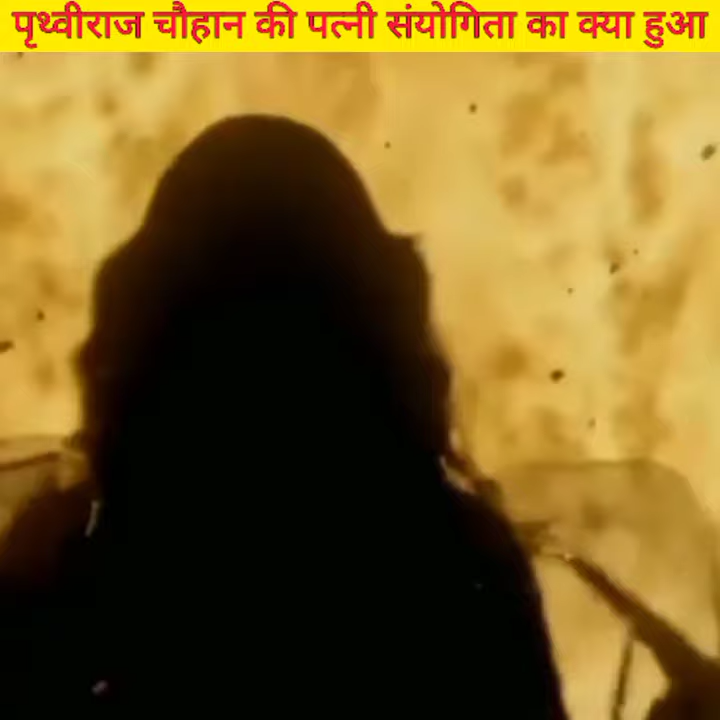 पृथ्वीराज चौहान की पत्नी संयोगिता का क्या हुआ